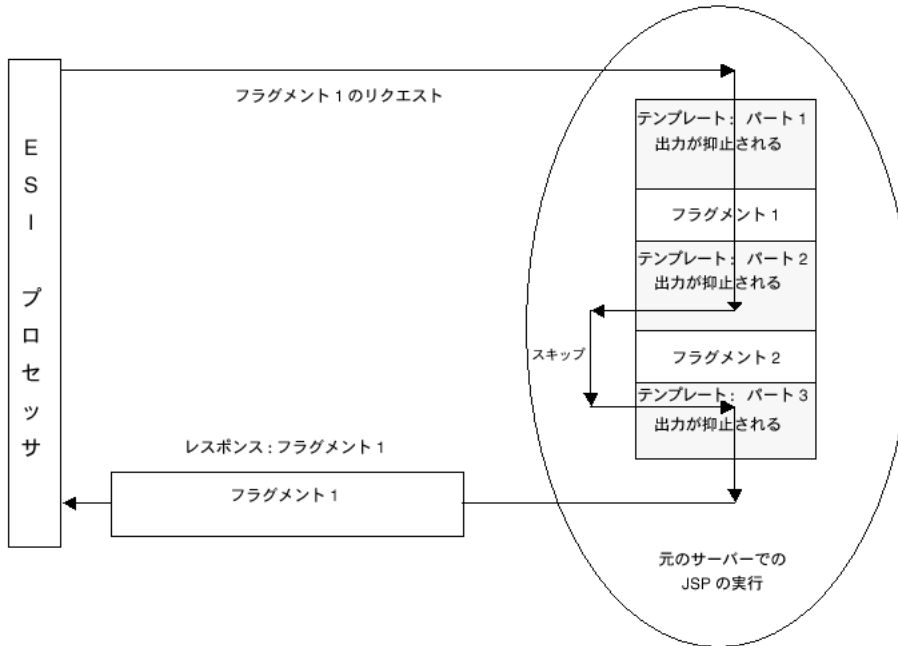 ESI プロセッサ
フラグメント 1 のリクエスト
テンプレート： パート 1
出力が抑止される
フラグメント 1
テンプレート： パート 2
出力が抑止される
スキップ
フラグメント 2
テンプレート： パート 3
出力が抑止される
レスポンス : フラグメント 1
フラグメント 1
元のサーバーでの
JSP の実行